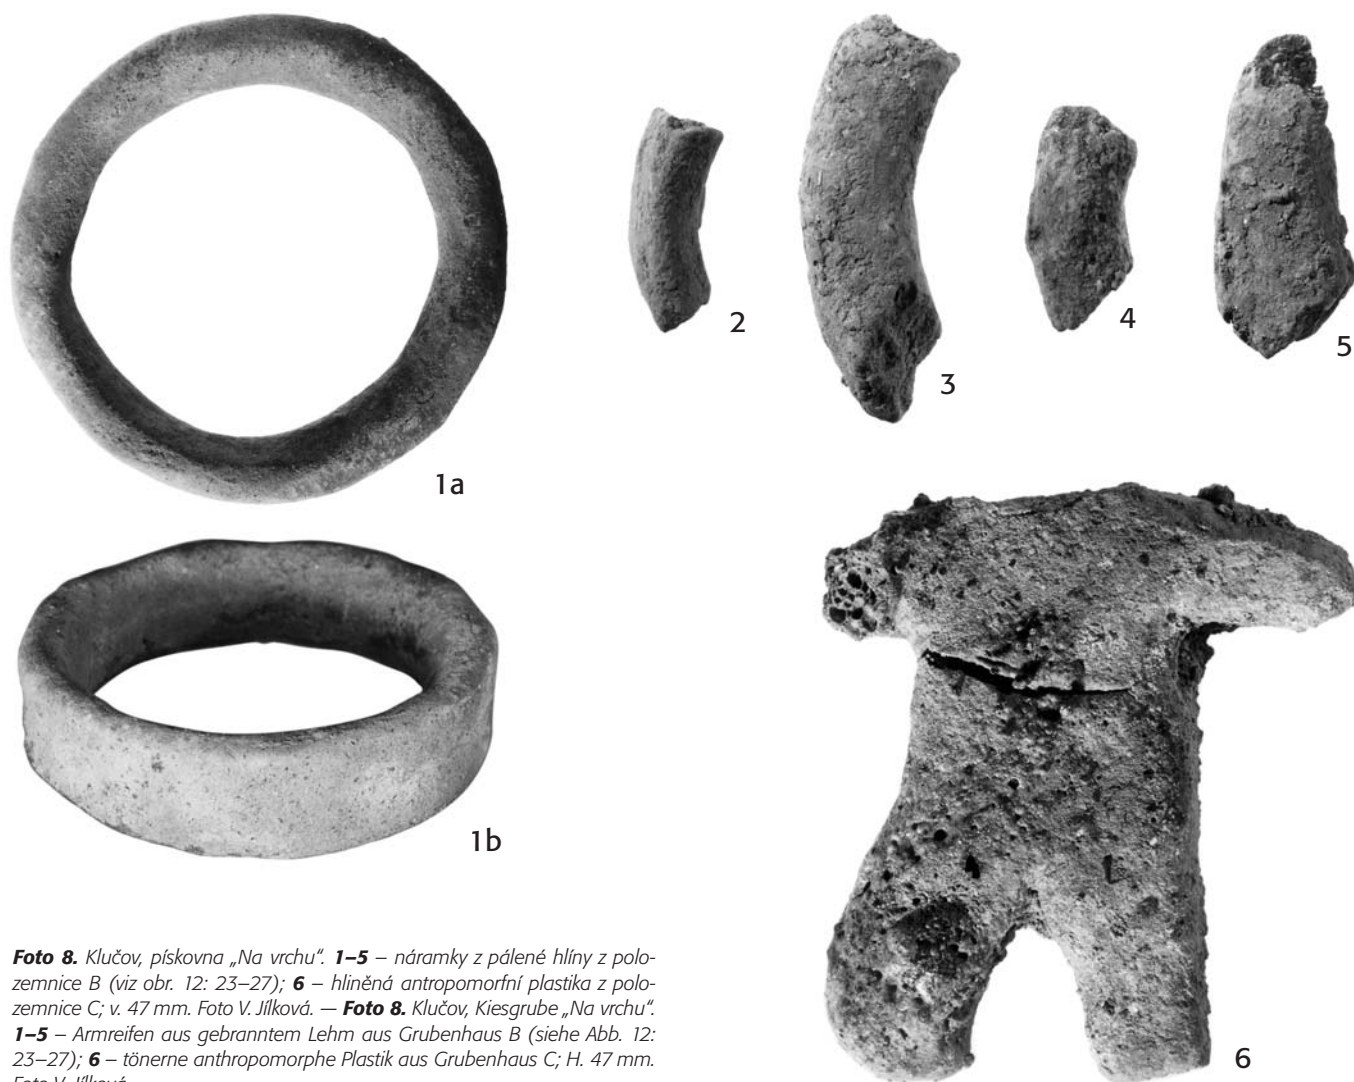 2
3
4
5
1a
1b
6
Foto 8. Klučov, pískovna „Na vrchu“. 1–5 – náramky z pálené hlíny z polo-
zemnice B (viz obr. 12: 23–27); 6 – hliněná antropomorfní plastika z polo-
zemnice C; v. 47 mm. Foto V. Jílková. — Foto 8. Klučov, Kiesgrube „Na vrchu“.
1–5 – Armreifen aus gebranntem Lehm aus Grubenhaus B (siehe Abb. 12:
23–27); 6 – tönerne anthropomorphe Plastik aus Grubenhaus C; H. 47 mm.
Foto V. Jílková.